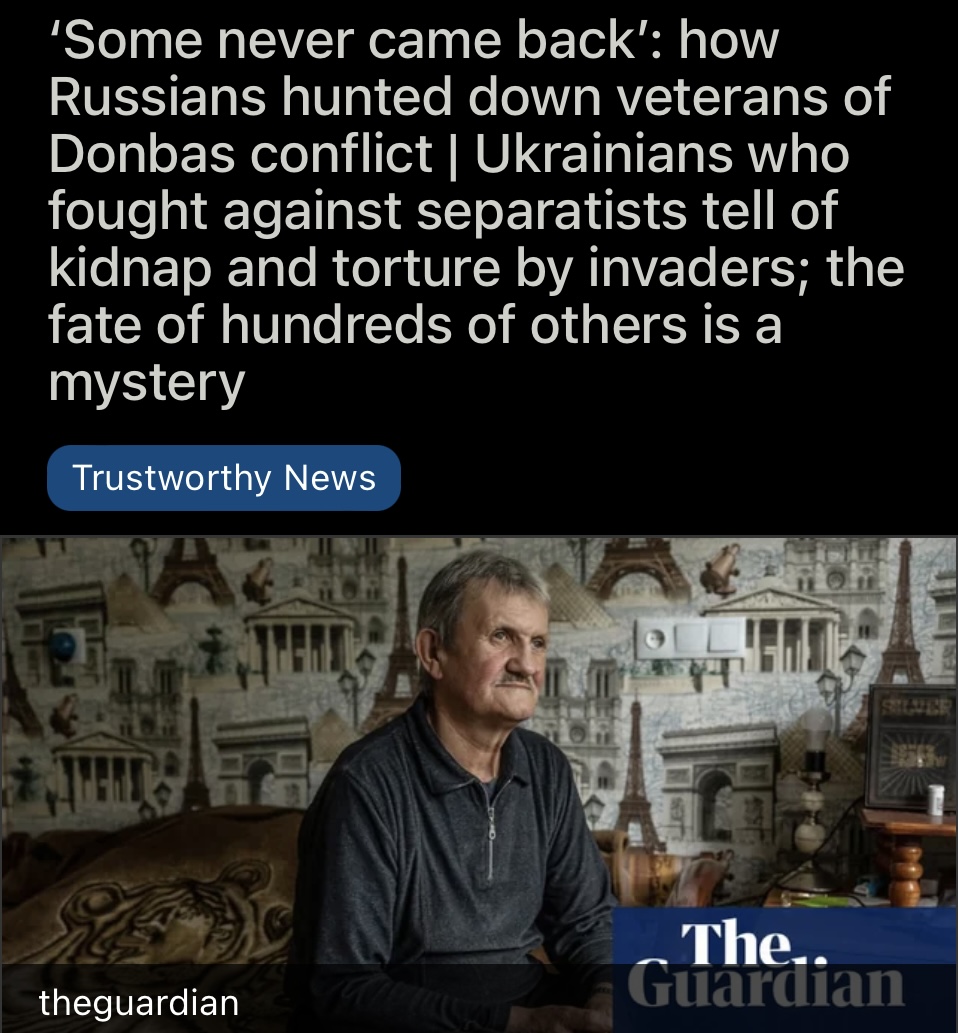 ‘Some never came back’: how
Russians hunted down veterans of
Donbas conflict | Ukrainians who
fought against separatists tell of
kidnap and torture by invaders; the
fate of hundreds of others is a
mystery
Trustworthy News
SILVER
The
Guardian
theguardian